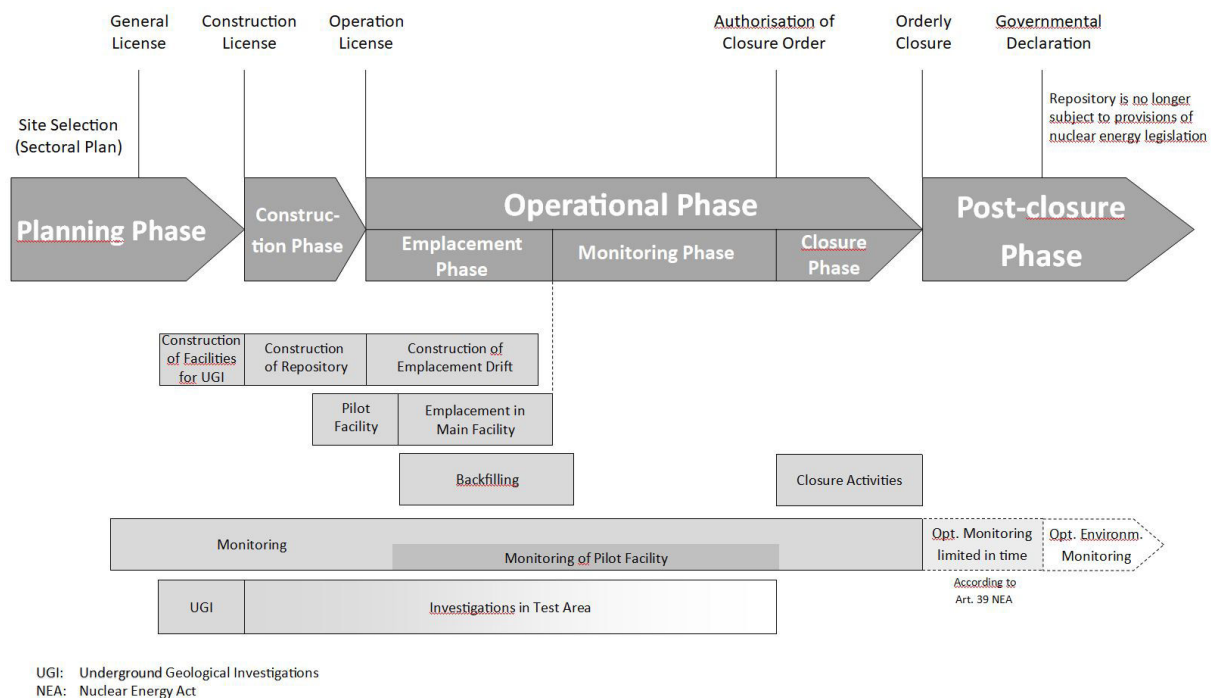 General
License
Construction
License
Operation
License
Authorisation of
Closure Order
Orderly
Closure
Governmental
Declaration
Site Selection
(Sectoral Plan)
Repository is no longer
subject to provisions of
nuclear energy legislation
Planning Phase
Construc-
tion Phase
Operational Phase
Emplacement
Phase
Monitoring Phase
Closure
Phase
Post-closure
Phase
Construction
of Facilities
for UGI
Construction
of Repository
Construction of
Emplacement Drift
Pilot
Facility
Emplacement in
Main Facility
Backfilling
Closure Activities
Monitoring
Monitoring of Pilot Facility
Opt. Monitoring
limited in time
Opt. Environm.
Monitoring
According to
Art. 39 NEA
UGI
Investigations in Test Area
UGI: Underground Geological Investigations
NEA: Nuclear Energy Act